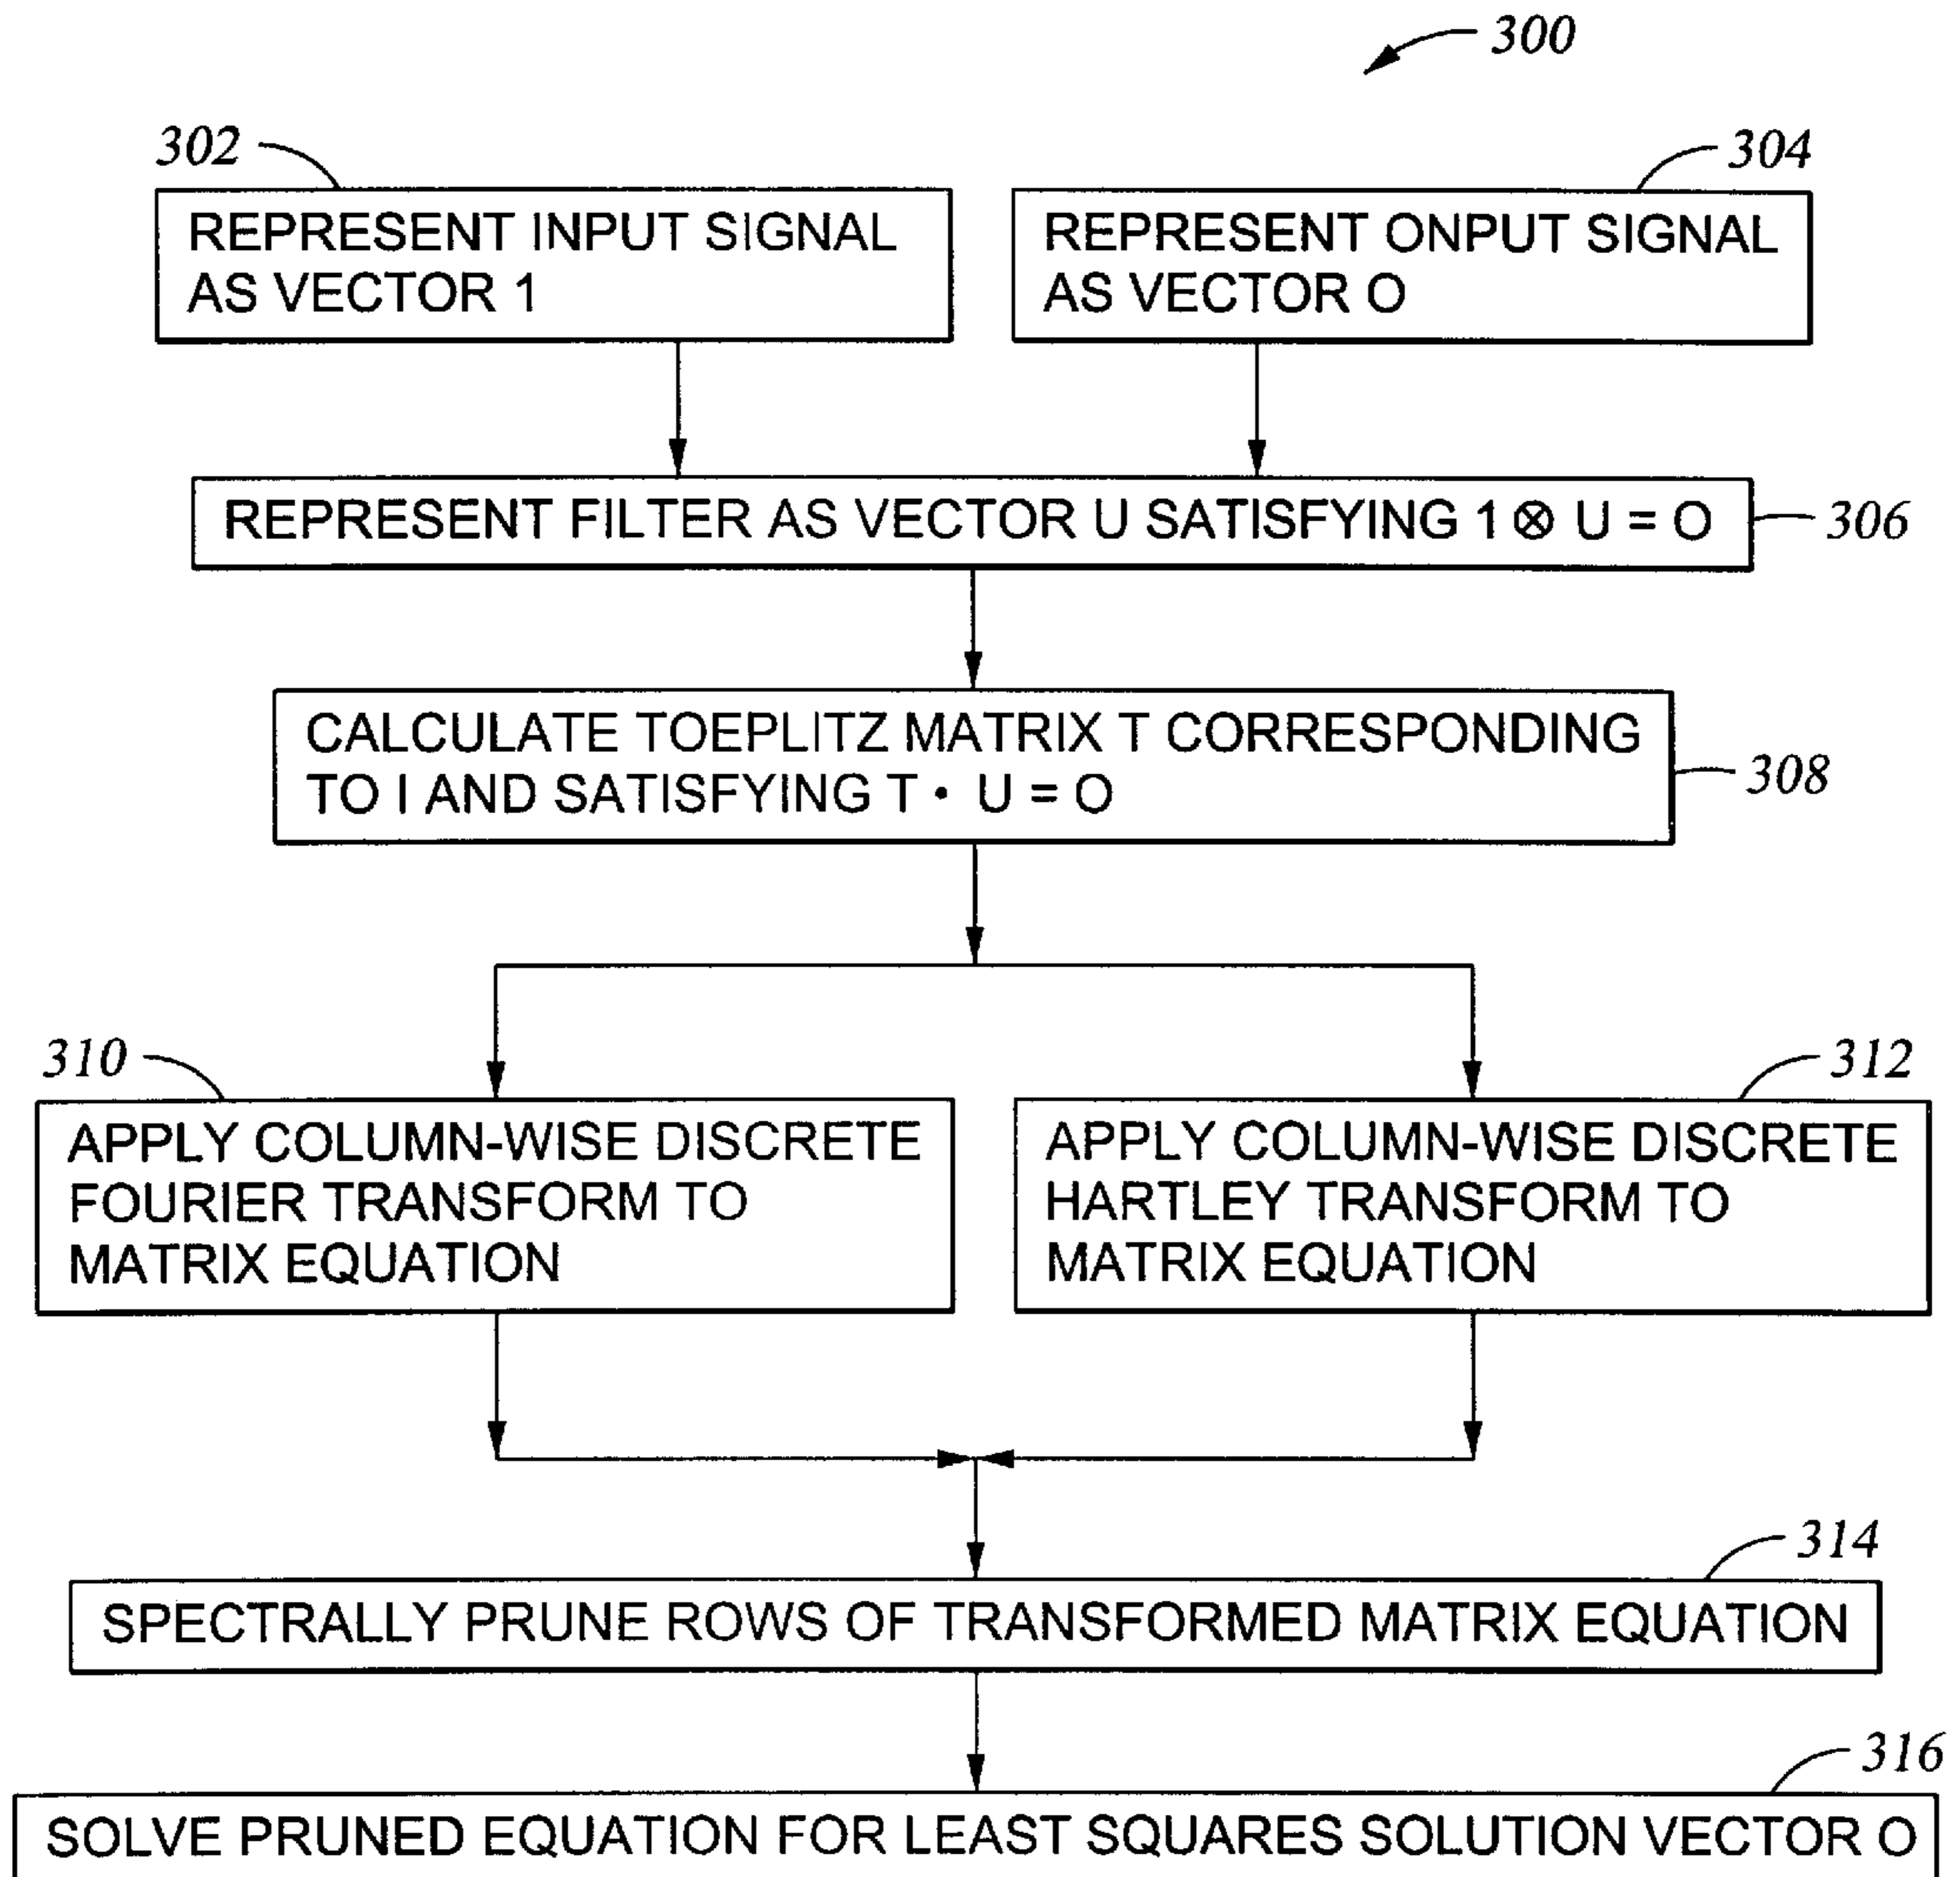 300
302
304
REPRESENT INPUT SIGNAL
AS VECTOR 1
REPRESENT ONPUT SIGNAL
AS VECTOR O
REPRESENT FILTER AS VECTOR U SATISFYING 1 ⊗ U = O
306
CALCULATE TOEPLITZ MATRIX T CORRESPONDING
TO I AND SATISFYING T • U = O
308
310
312
APPLY COLUMN-WISE DISCRETE
FOURIER TRANSFORM TO
MATRIX EQUATION
APPLY COLUMN-WISE DISCRETE
HARTLEY TRANSFORM TO
MATRIX EQUATION
314
SPECTRALLY PRUNE ROWS OF TRANSFORMED MATRIX EQUATION
316
SOLVE PRUNED EQUATION FOR LEAST SQUARES SOLUTION VECTOR O